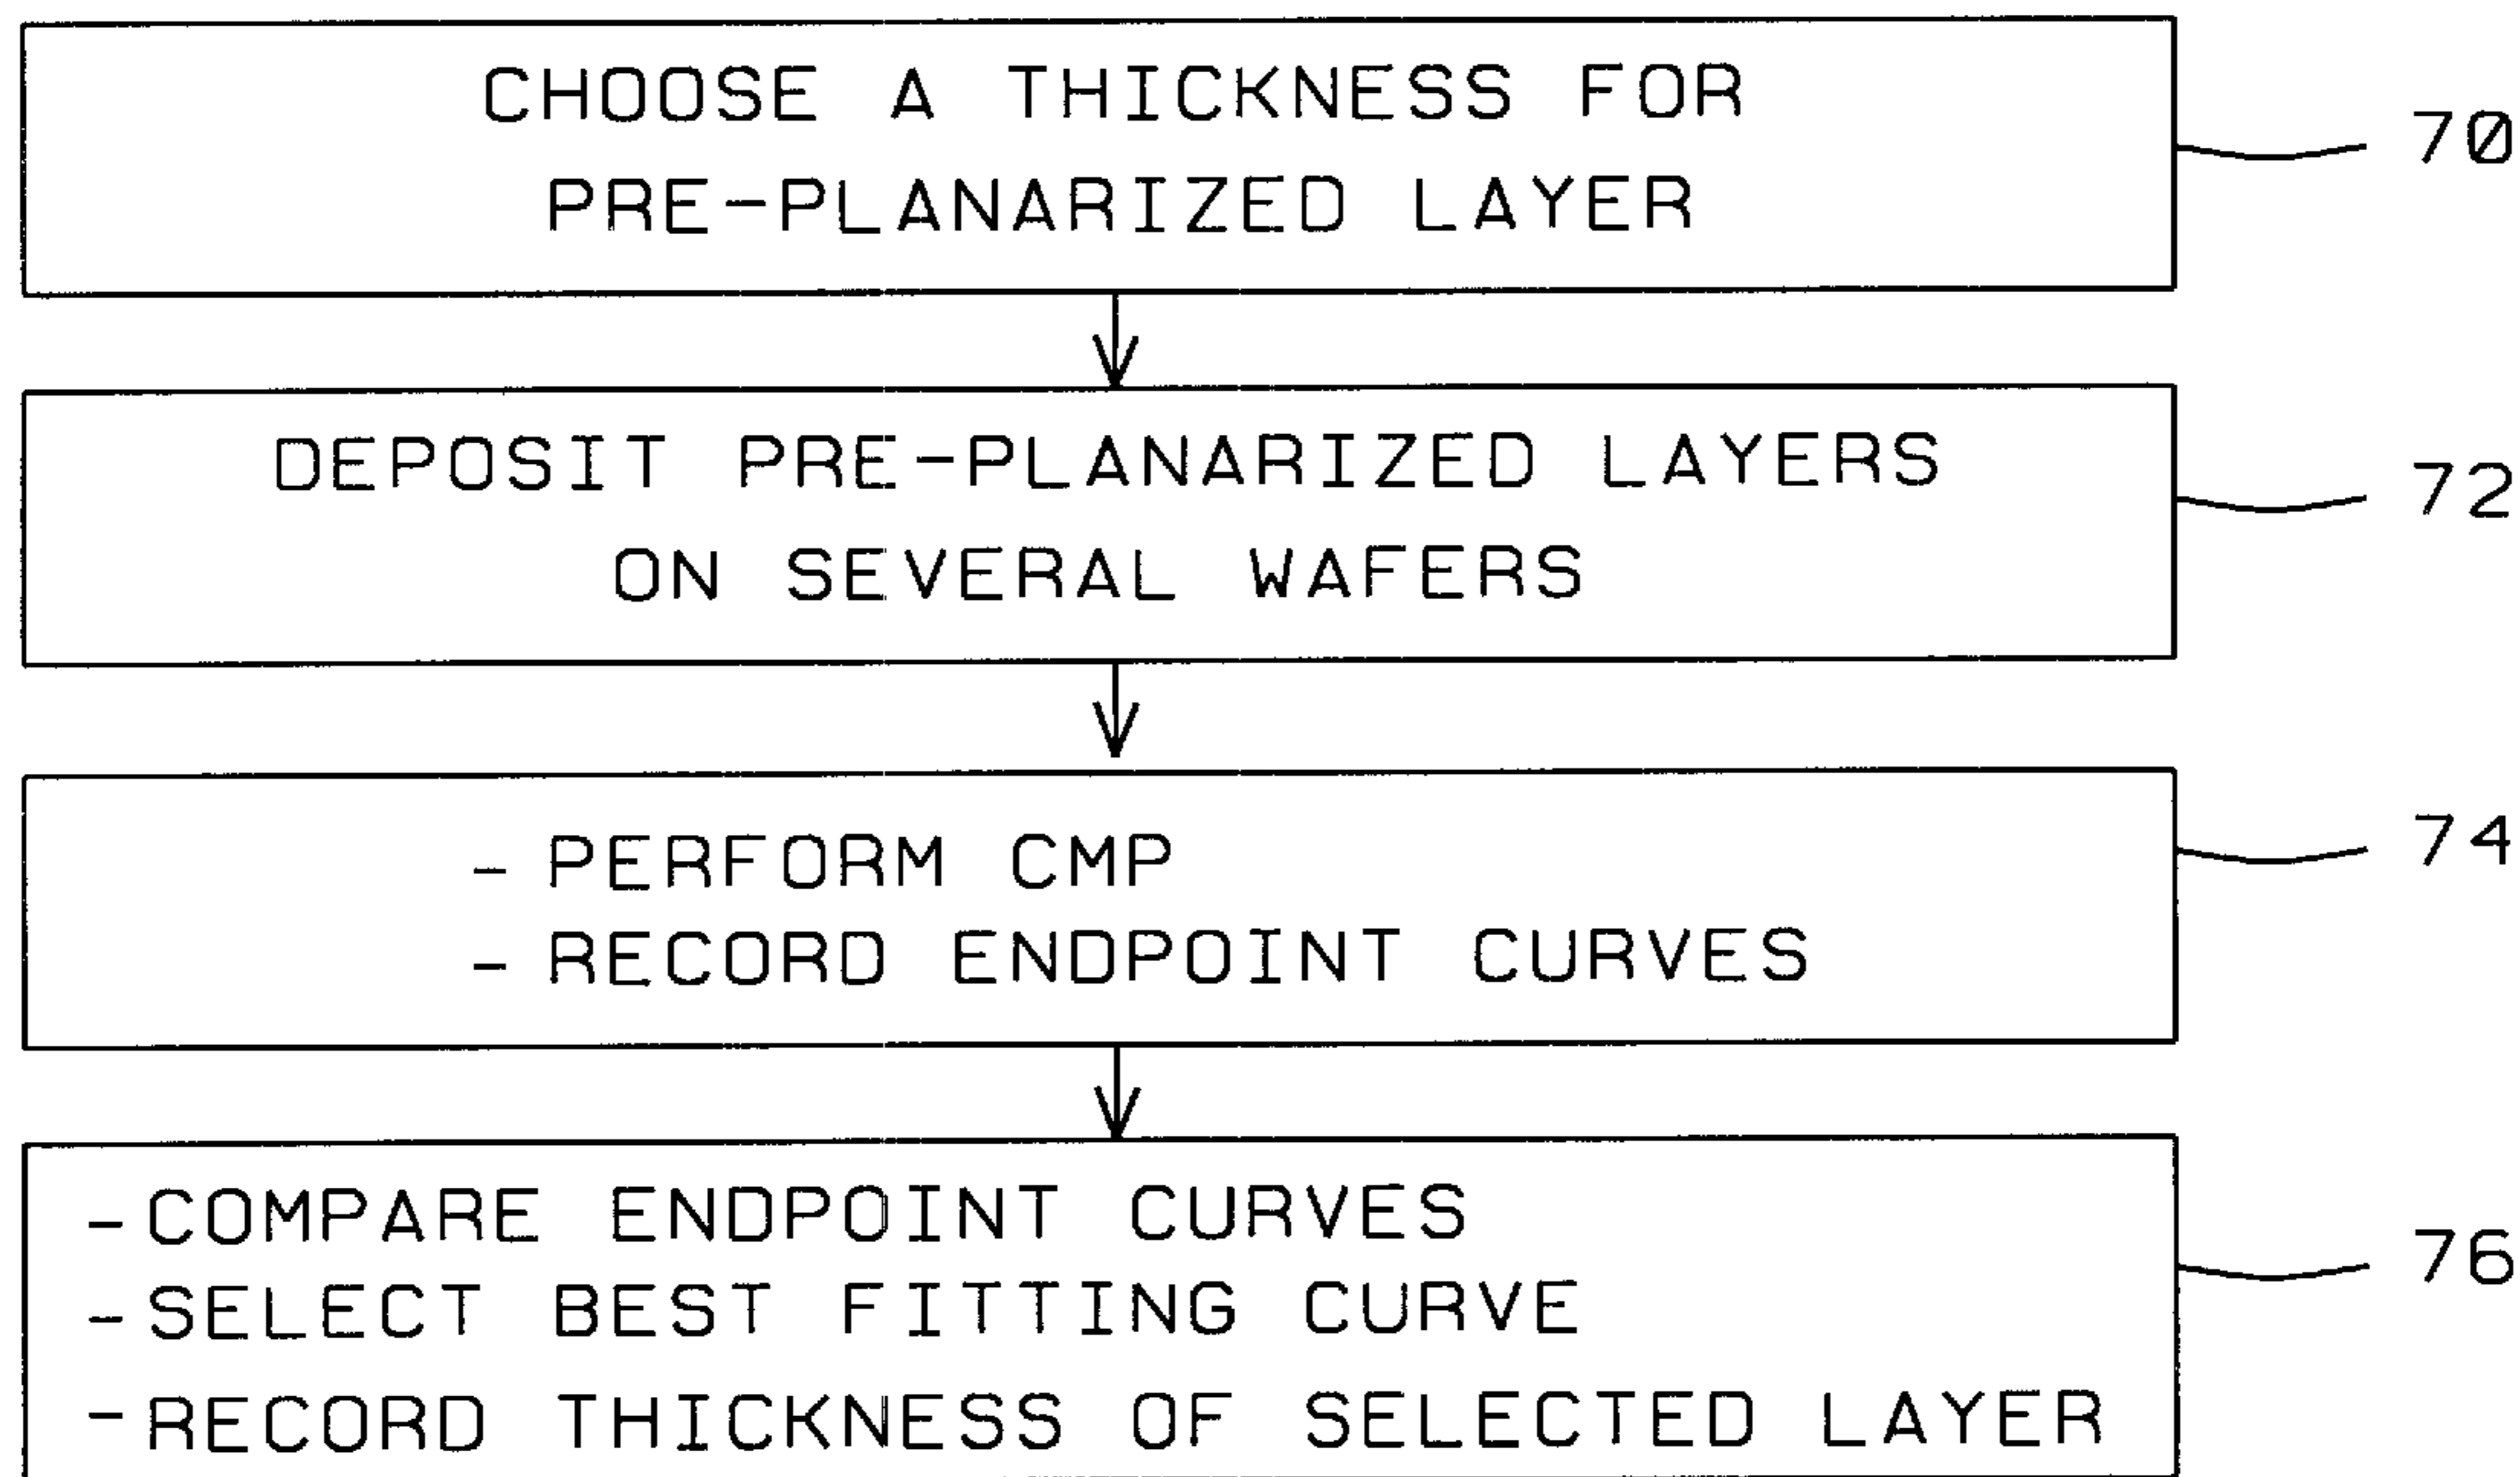 CHOOSE A THICKNESS FOR
PRE-PLANARIZED LAYER
70
DEPOSIT PRE-PLANARIZED LAYERS
ON SEVERAL WAFERS
72
- PERFORM CMP
- RECORD ENDPOINT CURVES
74
- COMPARE ENDPOINT CURVES
- SELECT BEST FITTING CURVE
- RECORD THICKNESS OF SELECTED LAYER
76